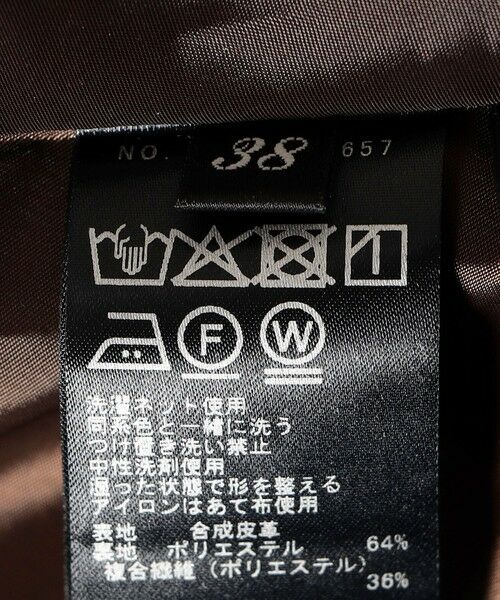 NO. 38 657
F W
洗濯ネット使用
同系色と一緒に洗う
つけ置き洗い禁止
中性洗剤使用
湿った状態で形を整える
アイロンはあて布使用
表地 合成皮革
裏地 ポリエステル 64%
複合繊維(ポリエステル)
36%